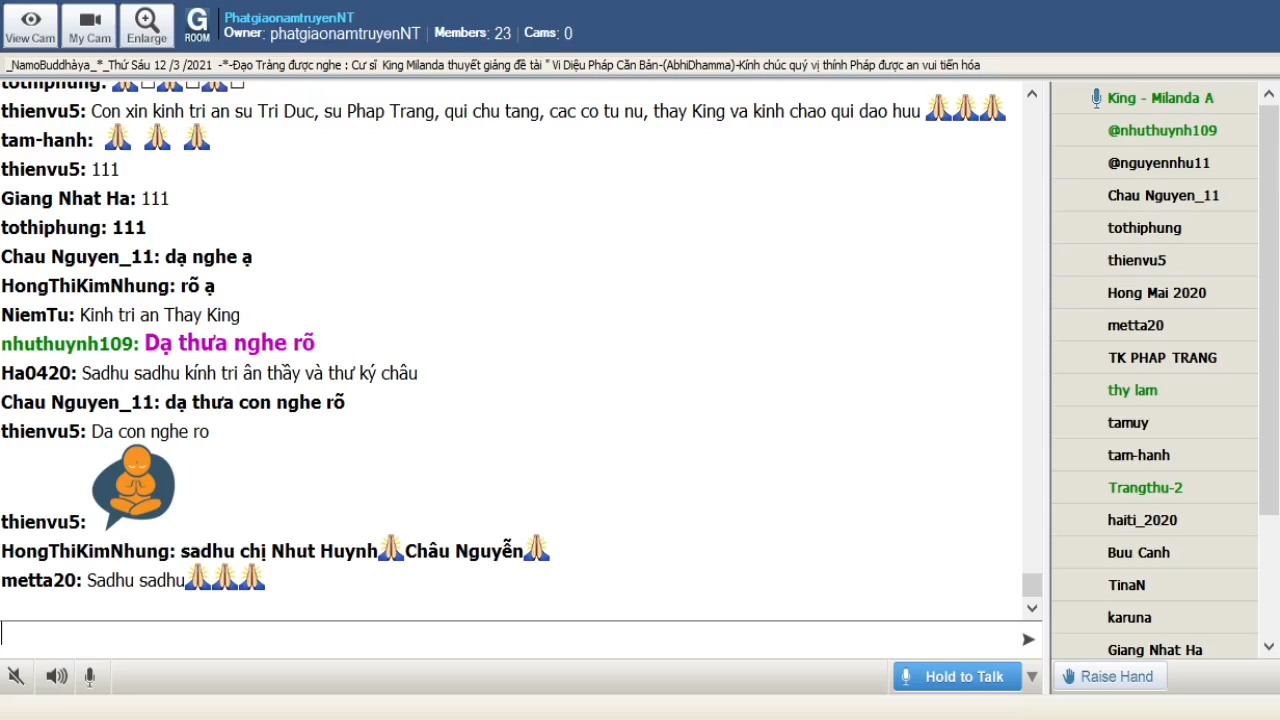 View Cam
My Cam
Enlarge
G
ROOM
PhatgiaonamtruyenNT
Owner: phatgiaonamtruyenNT | Members: 23 | Cams: 0
_NamoBuddhàya_*_Thứ Sáu 12 /3 /2021 -*-Đạo Tràng được nghe : Cư sĩ King Milanda thuyết giảng đề tài " Vi Diệu Pháp Căn Bản-(AbhiDhamma)-Kính chúc quý vị thính Pháp được an vui tiến hóa
tothiphung:
thienvu5: Con xin kinh tri an su Tri Duc, su Phap Trang, qui chu tang, cac co tu nu, thay King va kinh chao qui dao huu
tam-hanh:
thienvu5: 111
Giang Nhat Ha: 111
tothiphung: 111
Chau Nguyen_11: dạ nghe ạ
HongThiKimNhung: rõ ạ
NiemTu: Kinh tri an Thay King
nhuthuynh109: Dạ thưa nghe rõ
Ha0420: Sadhu sadhu kính tri ân thầy và thư ký châu
Chau Nguyen_11: dạ thưa con nghe rõ
thienvu5: Da con nghe ro
thienvu5:
HongThiKimNhung: sadhu chị Nhut Huynh Châu Nguyễn
metta20: Sadhu sadhu
Hold to Talk
King - Milanda A
@nhuthuynh109
@nguyennhu11
Chau Nguyen_11
tothiphung
thienvu5
Hong Mai 2020
metta20
TK PHAP TRANG
thy lam
tamuy
tam-hanh
Trangthu-2
haiti_2020
Buu Canh
TinaN
karuna
Giang Nhat Ha
Raise Hand